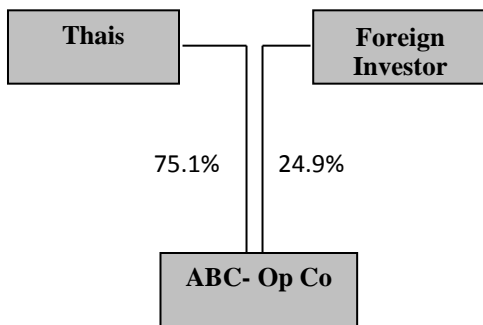 Thais
Foreign
Investor
75.1%
24.9%
ABC- Op Co